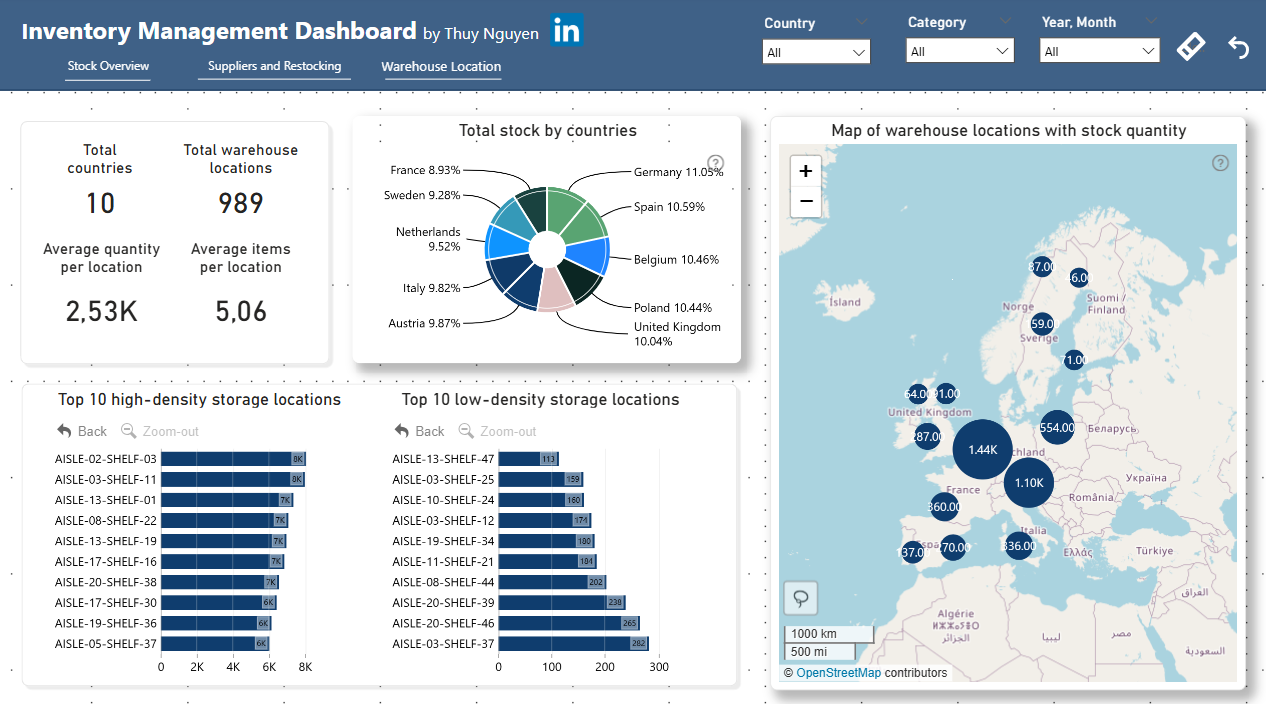 Inventory Management Dashboard by Thuy Nguyen in
Stock Overview
Suppliers and Restocking
Warehouse Location
Country
All
Category
All
Year, Month
All
Total
countries
10
Total warehouse
locations
989
Average quantity
per location
2,53K
Average items
per location
5,06
Total stock by countries
?
France 8.93%
Sweden 9.28%
Netherlands
9.52%
Italy 9.82%
Austria 9.87%
Germany 11.05%
Spain 10.59%
Belgium 10.46%
Poland 10.44%
United Kingdom
10.04%
Top 10 high-density storage locations
Back
Zoom-out
AISLE-02-SHELF-03 8K
AISLE-03-SHELF-11 8K
AISLE-13-SHELF-01 7K
AISLE-08-SHELF-22 7K
AISLE-13-SHELF-19 7K
AISLE-17-SHELF-16 7K
AISLE-20-SHELF-38 7K
AISLE-17-SHELF-30 6K
AISLE-19-SHELF-36 6K
AISLE-05-SHELF-37 6K
0 2K 4K 6K 8K
Top 10 low-density storage locations
Back
Zoom-out
AISLE-13-SHELF-47 113
AISLE-03-SHELF-25 159
AISLE-10-SHELF-24 160
AISLE-03-SHELF-12 174
AISLE-19-SHELF-34 180
AISLE-11-SHELF-21 184
AISLE-08-SHELF-44 202
AISLE-20-SHELF-39 238
AISLE-20-SHELF-46 265
AISLE-03-SHELF-37 282
0 100 200 300
Map of warehouse locations with stock quantity
+
−
?
87.00
46.00
Ísland
Norge
Suomi /
Finland
59.00
Sverige
71.00
64.00
91.00
United Kingdom
287.00
554.00
Беларусь
1.44K
chland
1.10K
Україна
France
România
360.00
Italia
137.0
Espa
70.00
336.00
Ελλάς
Türkiye
Algérie
ⵍⵣⵣⴰⵢⴻⵔ
الجزائر
ليبيا
مصر
العراق
السعودية
1000 km
500 mi
© OpenStreetMap contributors